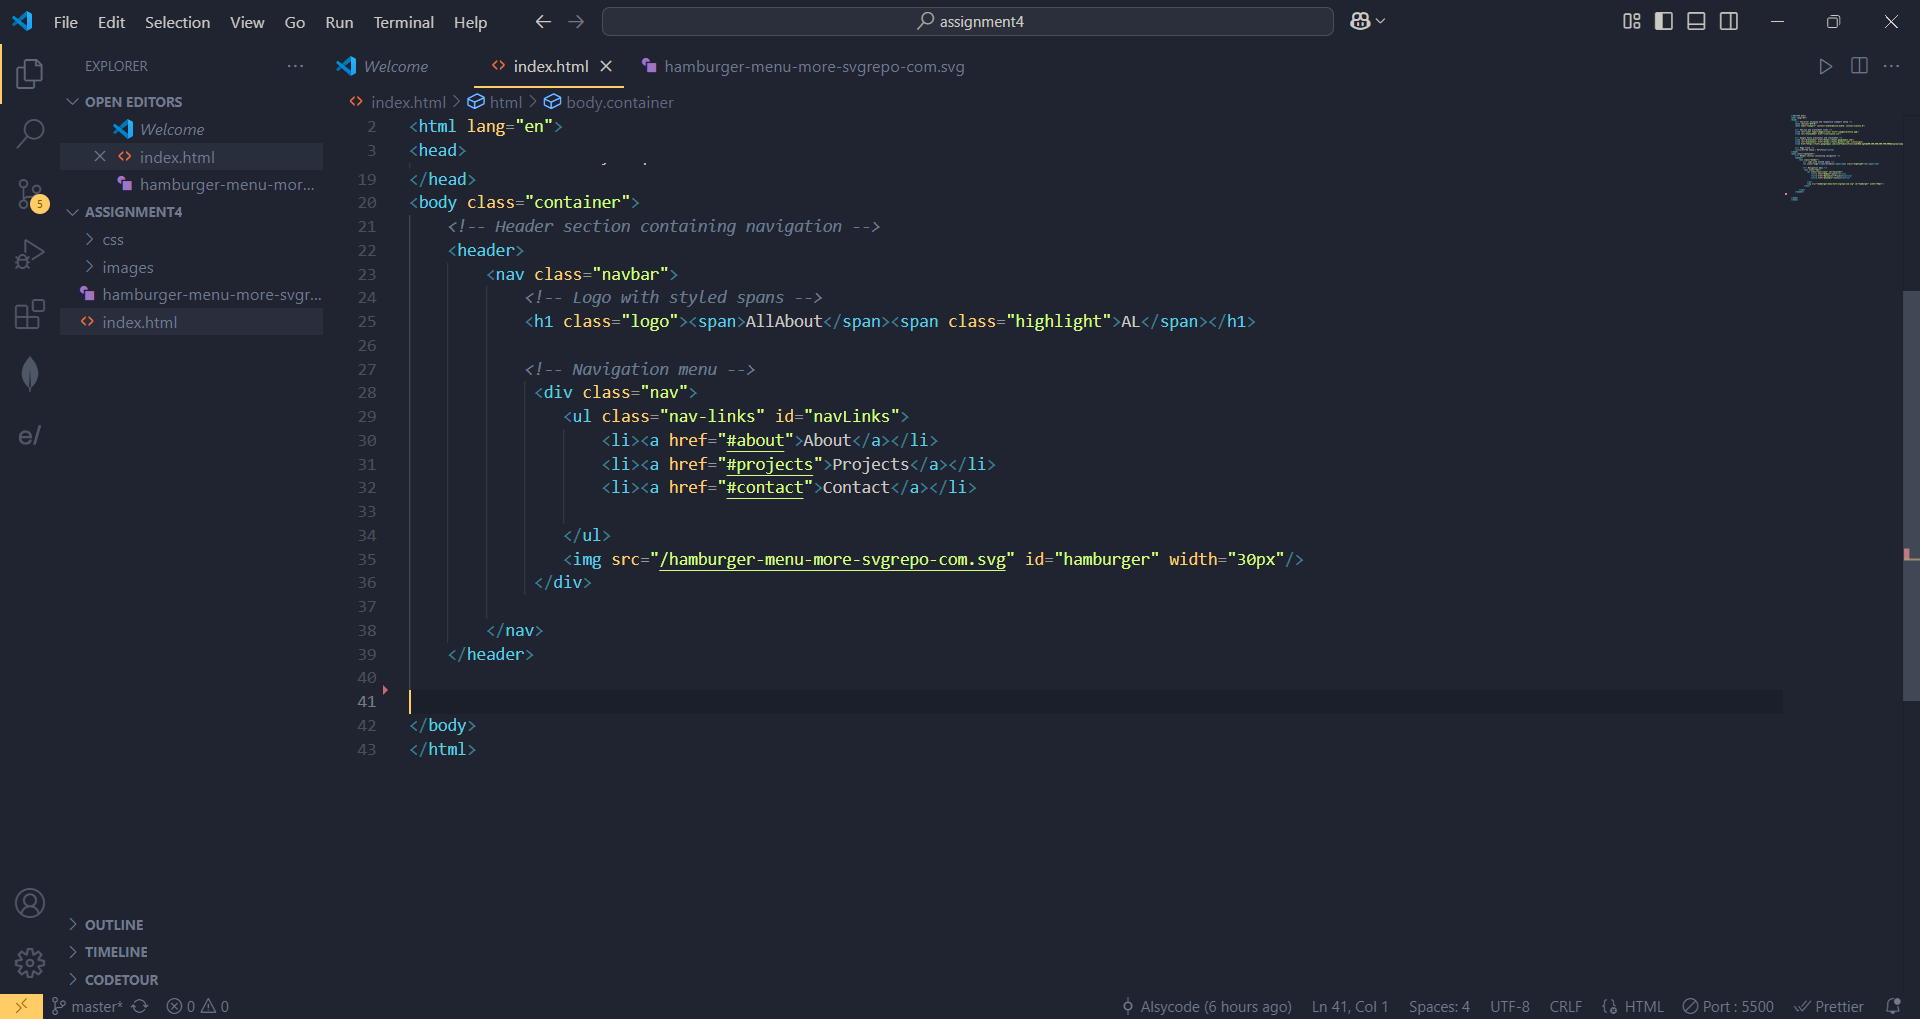 File Edit Selection View Go Run Terminal Help
assignment4
EXPLORER
OPEN EDITORS
Welcome
index.html
hamburger-menu-mor...
ASSIGNMENT4
css
images
hamburger-menu-more-svgr...
index.html
5
e/
OUTLINE
TIMELINE
CODETOUR
Welcome index.html hamburger-menu-more-svgrepo-com.svg
index.html > html > body.container
2 <html lang="en">
3 <head>
19 </head>
20 <body class="container">
21 <!-- Header section containing navigation -->
22 <header>
23 <nav class="navbar">
24 <!-- Logo with styled spans -->
25 <h1 class="logo"><span>AllAbout</span><span class="highlight">AL</span></h1>
26
27 <!-- Navigation menu -->
28 <div class="nav">
29 <ul class="nav-links" id="navLinks">
30 <li><a href="#about">About</a></li>
31 <li><a href="#projects">Projects</a></li>
32 <li><a href="#contact">Contact</a></li>
33
34 </ul>
35 <img src="/hamburger-menu-more-svgrepo-com.svg" id="hamburger" width="30px"/>
36 </div>
37
38 </nav>
39 </header>
40
41
42 </body>
43 </html>
master* 0 0 Alsycode (6 hours ago) Ln 41, Col 1 Spaces: 4 UTF-8 CRLF HTML Port : 5500 Prettier